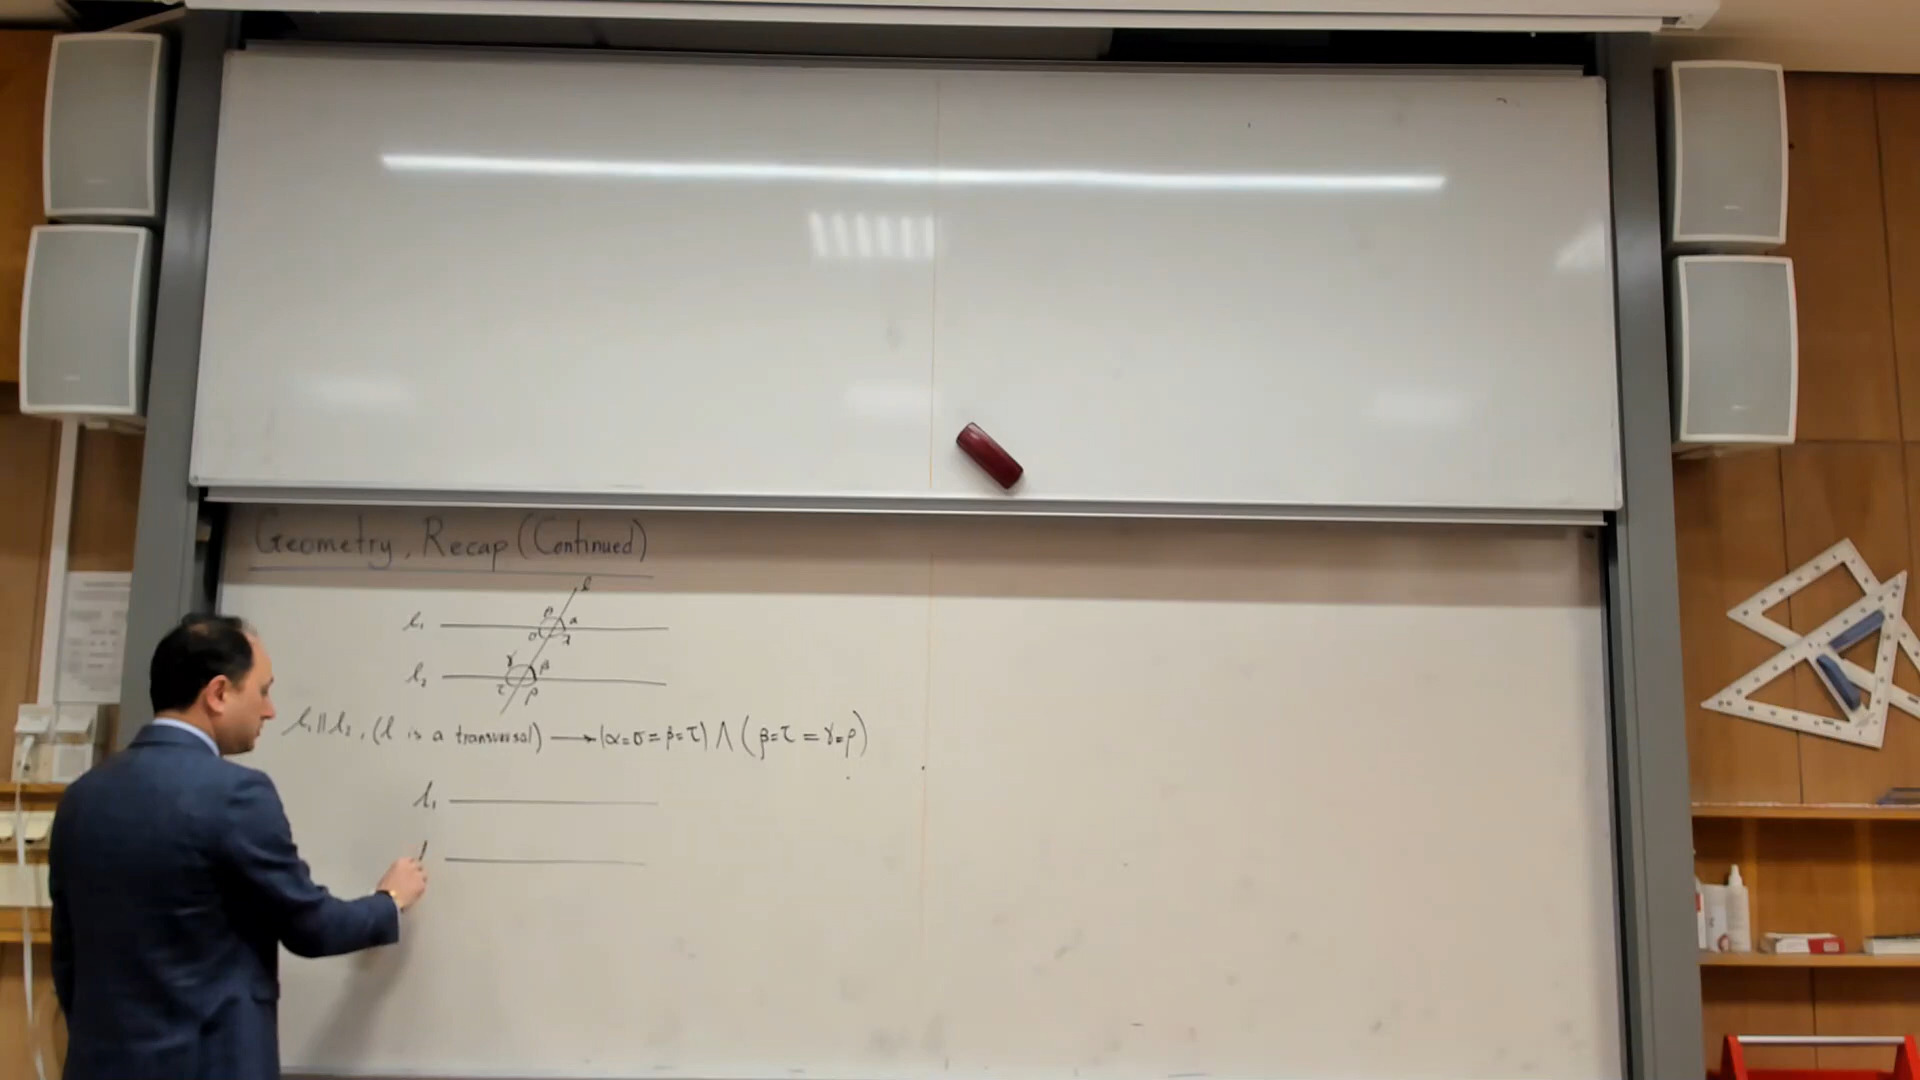 Geometry, Recap (Continued)
l
l₁
θ α
σ λ
l₂
γ β
τ ρ
l₁∥l₂, (l is a transversal) ⟶ (α=σ=β=τ) ∧ (β=τ=γ=ρ)
l₁
l